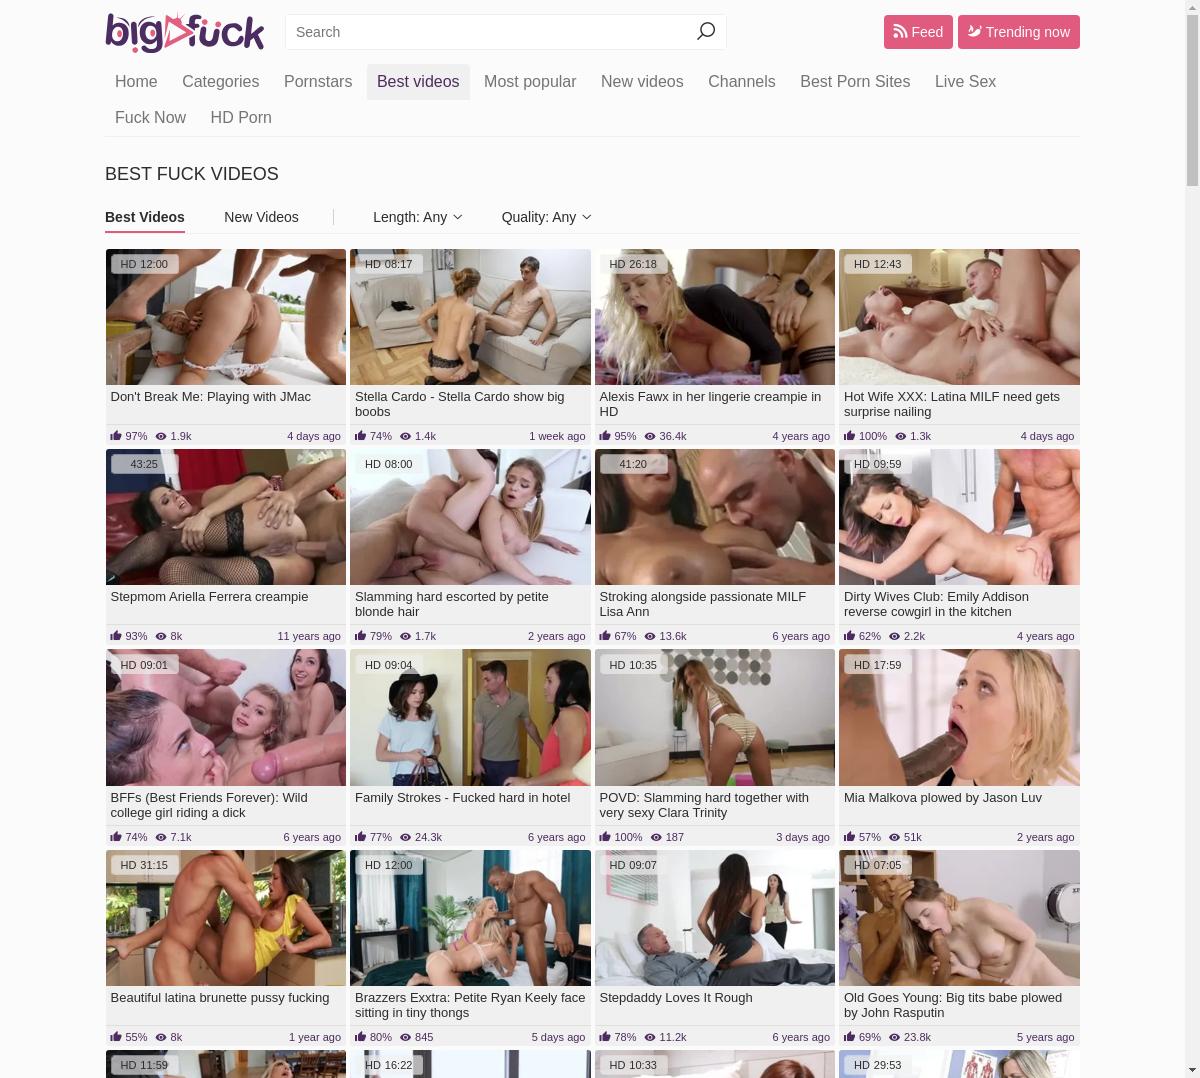 bigfuck
Search
Feed
Trending now
Home Categories Pornstars Best videos Most popular New videos Channels Best Porn Sites Live Sex
Fuck Now HD Porn
BEST FUCK VIDEOS
Best Videos New Videos Length: Any Quality: Any
HD 12:00
Don't Break Me: Playing with JMac
97% 1.9k 4 days ago
HD 08:17
Stella Cardo - Stella Cardo show big
boobs
74% 1.4k 1 week ago
HD 26:18
Alexis Fawx in her lingerie creampie in
HD
95% 36.4k 4 years ago
HD 12:43
Hot Wife XXX: Latina MILF need gets
surprise nailing
100% 1.3k 4 days ago
43:25
Stepmom Ariella Ferrera creampie
93% 8k 11 years ago
HD 08:00
Slamming hard escorted by petite
blonde hair
79% 1.7k 2 years ago
41:20
Stroking alongside passionate MILF
Lisa Ann
67% 13.6k 6 years ago
HD 09:59
Dirty Wives Club: Emily Addison
reverse cowgirl in the kitchen
62% 2.2k 4 years ago
HD 09:01
BFFs (Best Friends Forever): Wild
college girl riding a dick
74% 7.1k 6 years ago
HD 09:04
Family Strokes - Fucked hard in hotel
77% 24.3k 6 years ago
HD 10:35
POVD: Slamming hard together with
very sexy Clara Trinity
100% 187 3 days ago
HD 17:59
Mia Malkova plowed by Jason Luv
57% 51k 2 years ago
HD 31:15
Beautiful latina brunette pussy fucking
55% 8k 1 year ago
HD 12:00
Brazzers Exxtra: Petite Ryan Keely face
sitting in tiny thongs
80% 845 5 days ago
HD 09:07
Stepdaddy Loves It Rough
78% 11.2k 6 years ago
HD 07:05
Old Goes Young: Big tits babe plowed
by John Rasputin
69% 23.8k 5 years ago
HD 11:59
HD 16:22
HD 10:33
HD 29:53